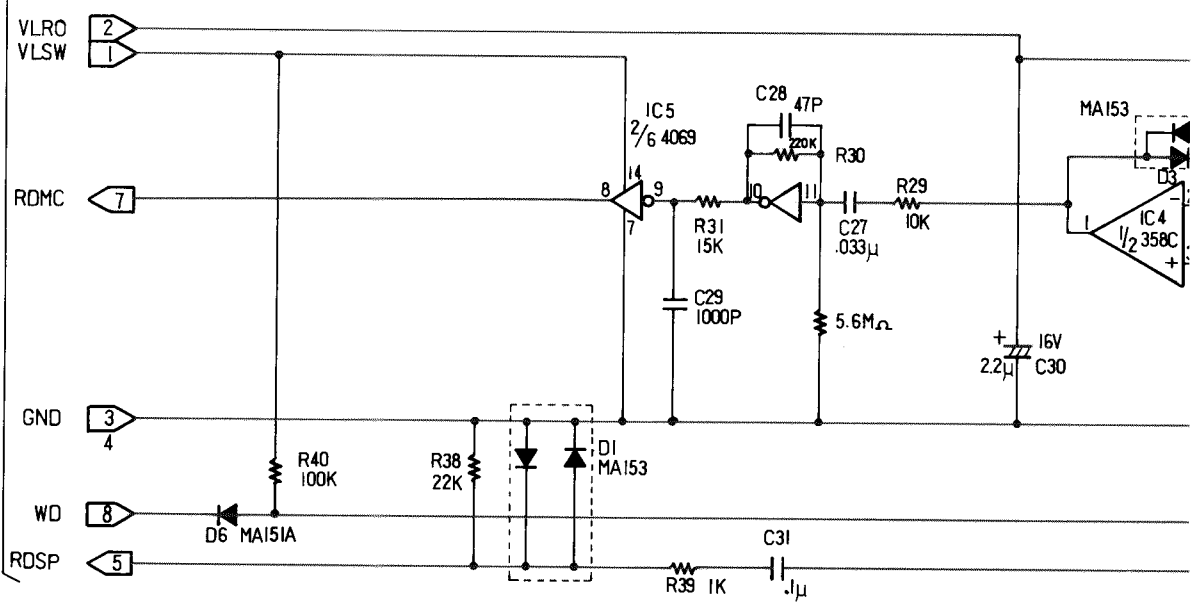 VLRO 2
VLSW 1
C28
47P
MA153
IC5
2/6 4069
220K
R30
14
D3
RDMC 7
8
9
10
11
R29
10K
−
1
IC4
1/2 358C
+
7
R31
15K
C27
.033μ
C29
1000P
5.6MΩ
+
16V
2.2μ
C30
GND 3
4
D1
MA153
R40
100K
R38
22K
WD 8
D6 MA151A
C31
RDSP 5
R39 1K
.1μ